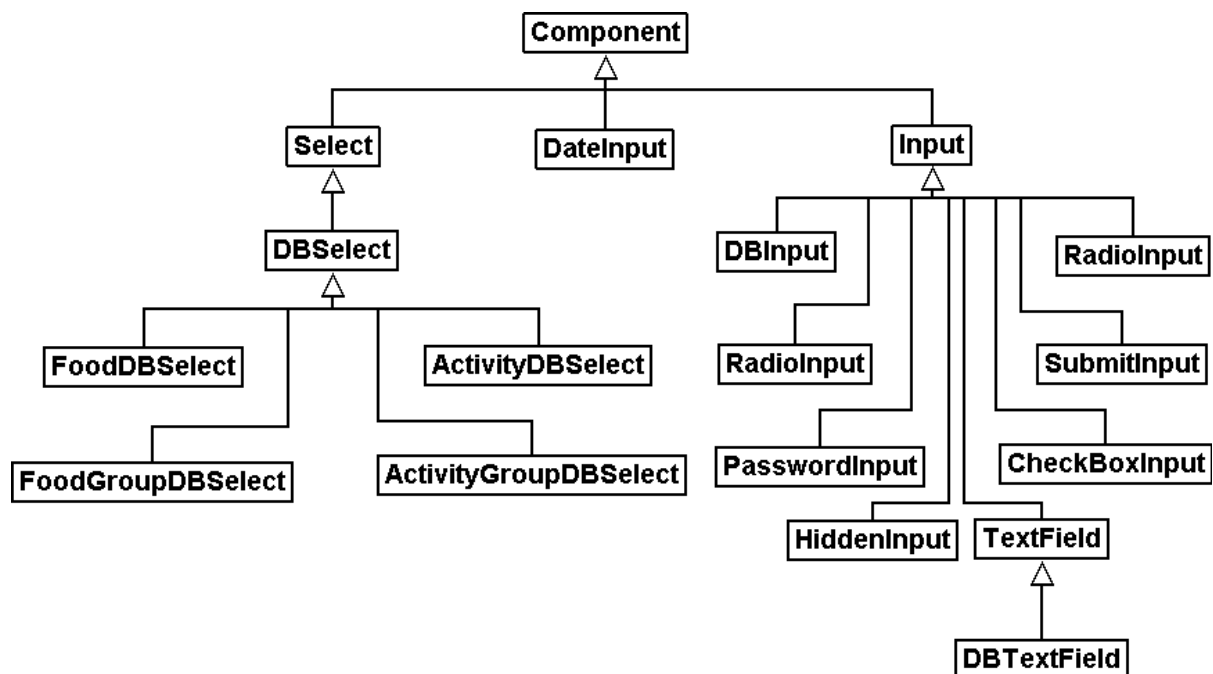 Component
Select
DateInput
Input
DBSelect
DBInput
RadioInput
FoodDBSelect
ActivityDBSelect
RadioInput
SubmitInput
FoodGroupDBSelect
ActivityGroupDBSelect
PasswordInput
CheckBoxInput
HiddenInput
TextField
DBTextField